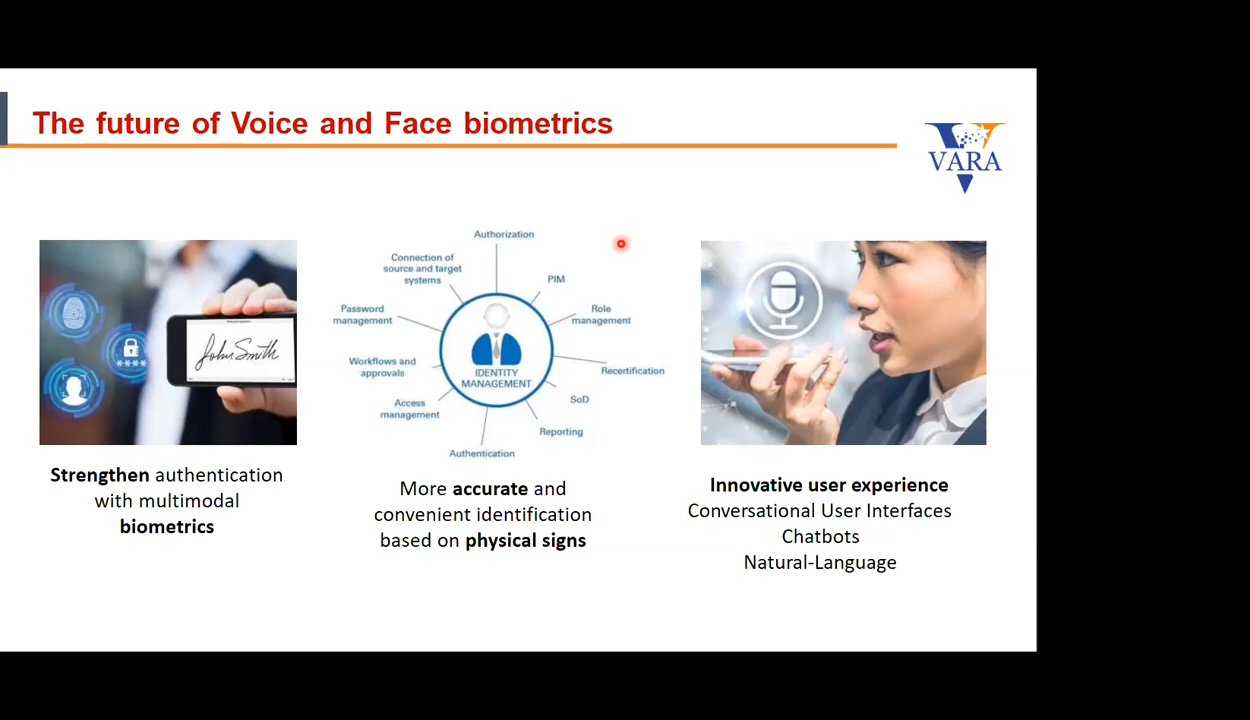 The future of Voice and Face biometrics
VARA
John Smith
****
Authorization
Connection of
source and target
systems
PIM
Password
management
Role
management
Workflows and
approvals
IDENTITY
MANAGEMENT
Recertification
Access
management
SoD
Reporting
Authentication
Strengthen authentication
with multimodal
biometrics
More accurate and
convenient identification
based on physical signs
Innovative user experience
Conversational User Interfaces
Chatbots
Natural-Language